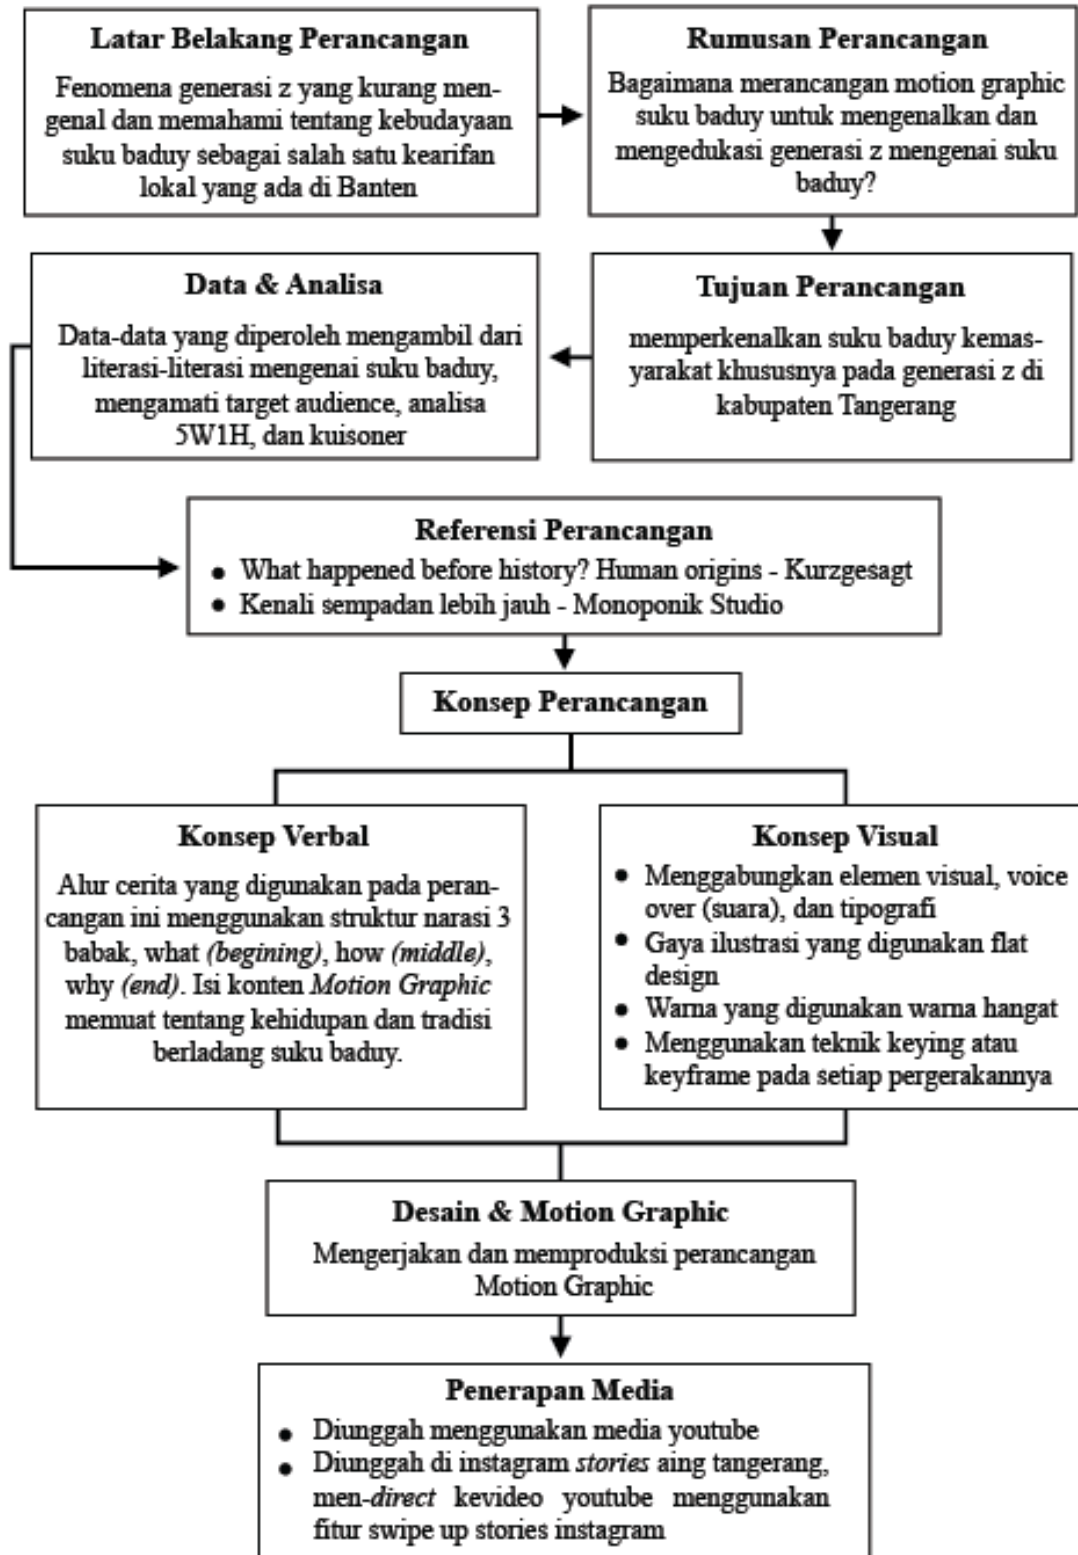 Latar Belakang Perancangan
Fenomena generasi z yang kurang men-
genal dan memahami tentang kebudayaan
suku baduy sebagai salah satu kearifan
lokal yang ada di Banten
Rumusan Perancangan
Bagaimana merancangan motion graphic
suku baduy untuk mengenalkan dan
mengedukasi generasi z mengenai suku
baduy?
Tujuan Perancangan
memperkenalkan suku baduy kemas-
yarakat khususnya pada generasi z di
kabupaten Tangerang
Data & Analisa
Data-data yang diperoleh mengambil dari
literasi-literasi mengenai suku baduy,
mengamati target audience, analisa
5W1H, dan kuisoner
Referensi Perancangan
• What happened before history? Human origins - Kurzgesagt
• Kenali sempadan lebih jauh - Monoponik Studio
Konsep Perancangan
Konsep Verbal
Alur cerita yang digunakan pada peran-
cangan ini menggunakan struktur narasi 3
babak, what (begining), how (middle),
why (end). Isi konten Motion Graphic
memuat tentang kehidupan dan tradisi
berladang suku baduy.
Konsep Visual
• Menggabungkan elemen visual, voice
over (suara), dan tipografi
• Gaya ilustrasi yang digunakan flat
design
• Warna yang digunakan warna hangat
• Menggunakan teknik keying atau
keyframe pada setiap pergerakannya
Desain & Motion Graphic
Mengerjakan dan memproduksi perancangan
Motion Graphic
Penerapan Media
• Diunggah menggunakan media youtube
• Diunggah di instagram stories aing tangerang,
men-direct kevideo youtube menggunakan
fitur swipe up stories instagram